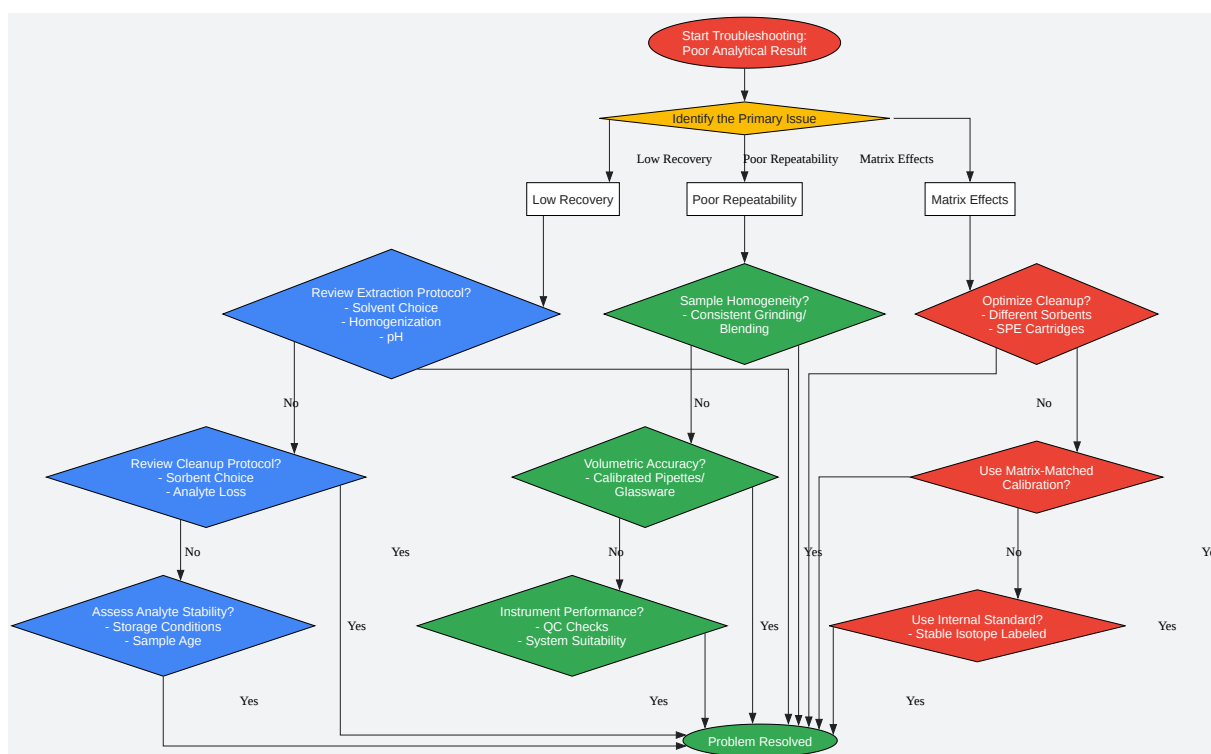 Start Troubleshooting:
Poor Analytical Result
Identify the Primary Issue
Low Recovery
Poor Repeatability
Matrix Effects
Low Recovery
Poor Repeatability
Matrix Effects
Review Extraction Protocol?
- Solvent Choice
- Homogenization
- pH
Sample Homogeneity?
- Consistent Grinding/
Blending
Optimize Cleanup?
- Different Sorbents
- SPE Cartridges
No
No
No
Review Cleanup Protocol?
- Sorbent Choice
- Analyte Loss
Volumetric Accuracy?
- Calibrated Pipettes/
Glassware
Use Matrix-Matched
Calibration?
No
Yes
No
Yes
No
Assess Analyte Stability?
- Storage Conditions
- Sample Age
Yes
Instrument Performance?
- QC Checks
- System Suitability
Yes
Use Internal Standard?
- Stable Isotope Labeled
Yes
Yes
Yes
Yes
Problem Resolved